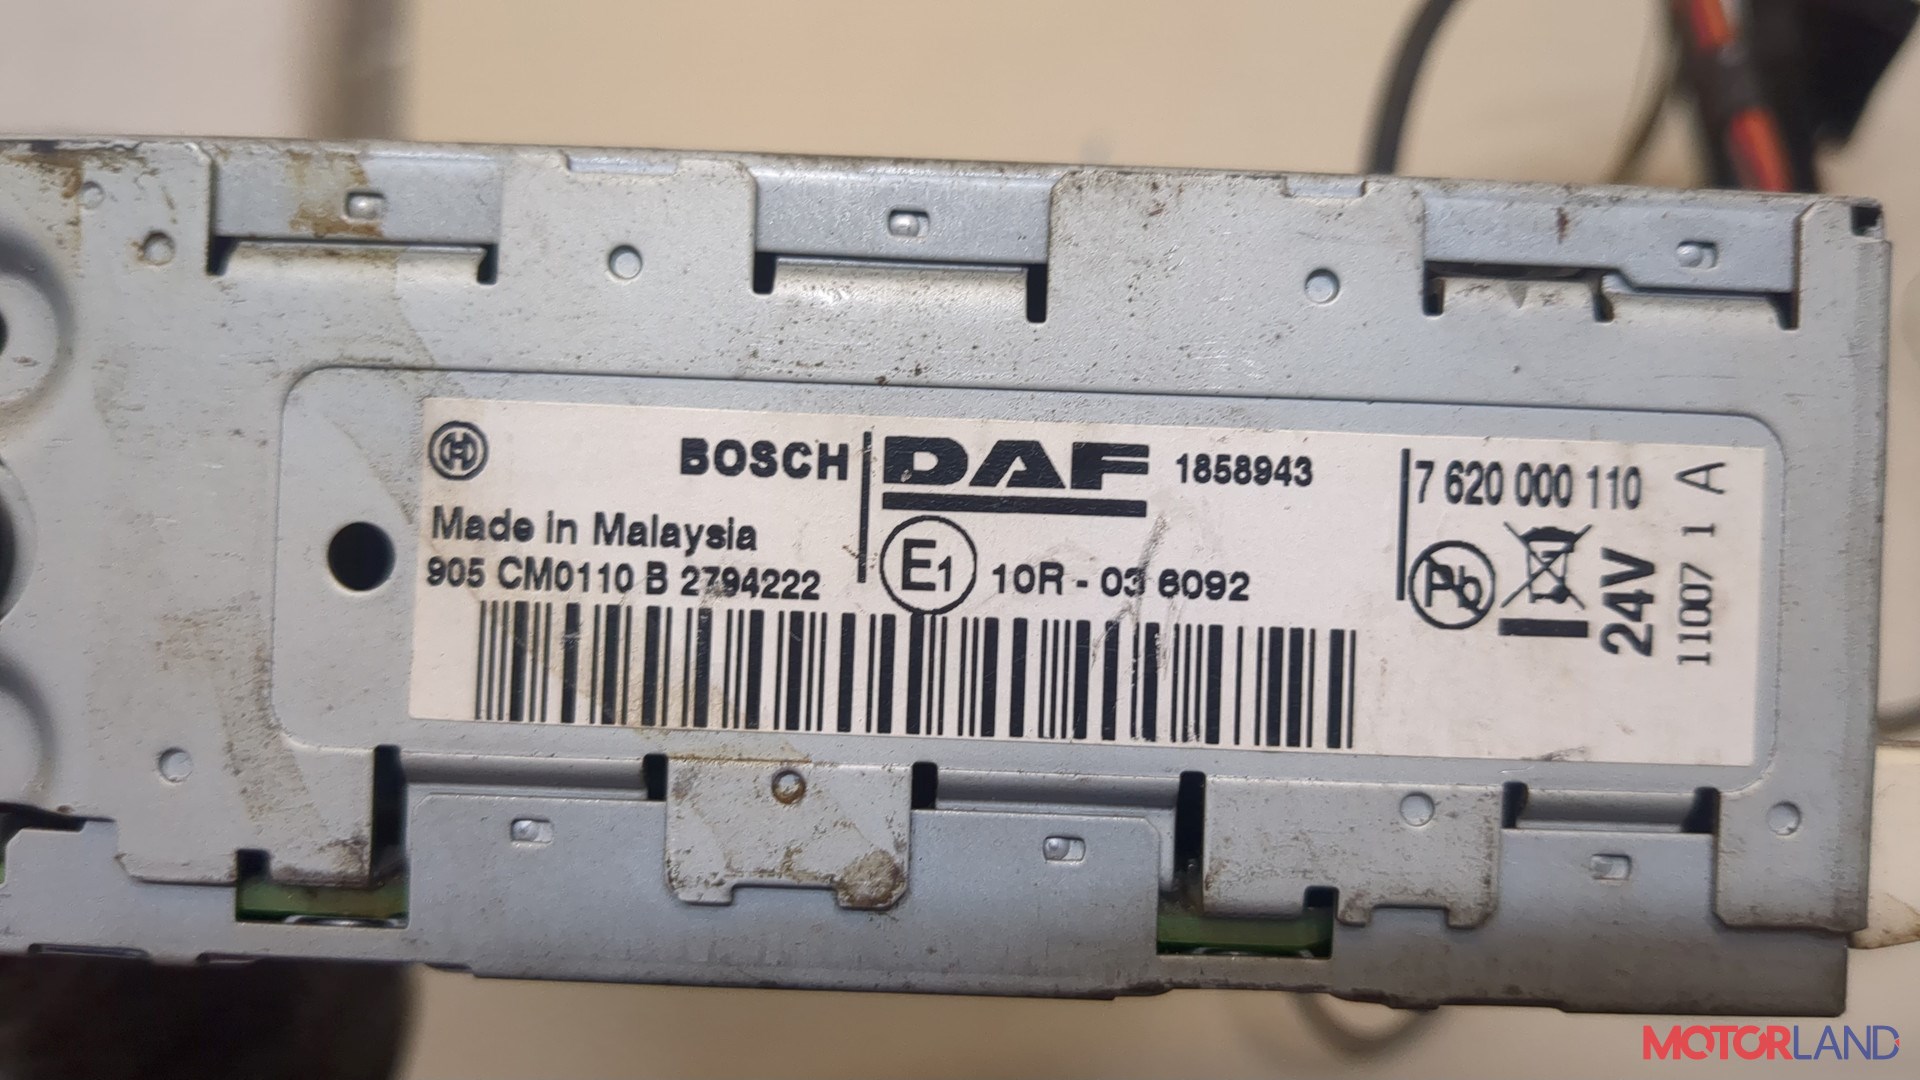 BOSCH
Made in Malaysia
905 CM0110 B 2794222
DAF 1858943
E1 10R - 03 6092
7 620 000 110
Pb
24V
11007 1 A
MOTORLAND